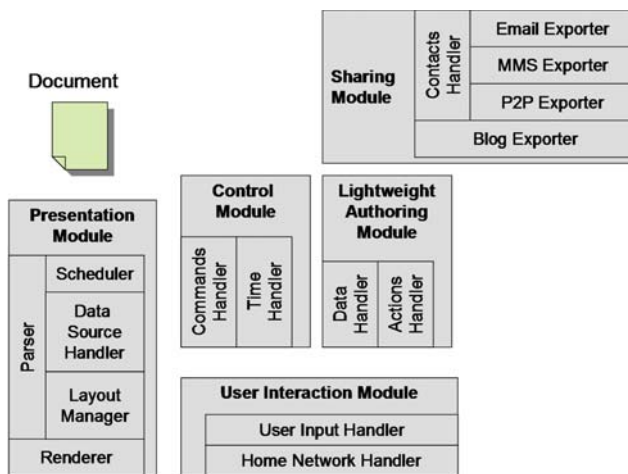 Document
Sharing
Module
Contacts
Handler
Email Exporter
MMS Exporter
P2P Exporter
Blog Exporter
Presentation
Module
Parser
Scheduler
Data
Source
Handler
Layout
Manager
Renderer
Control
Module
Commands
Handler
Time
Handler
Lightweight
Authoring
Module
Data
Handler
Actions
Handler
User Interaction Module
User Input Handler
Home Network Handler